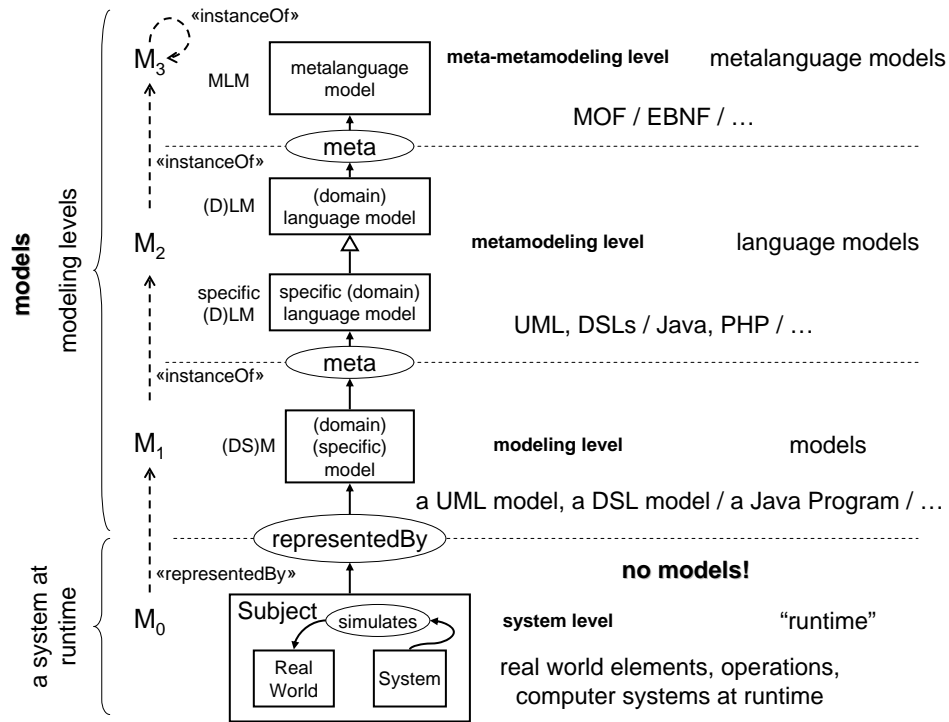 «instanceOf»
M3
MLM
metalanguage
model
meta-metamodeling level
metalanguage models
MOF / EBNF / …
meta
«instanceOf»
(D)LM
(domain)
language model
M2
metamodeling level
language models
specific
(D)LM
specific (domain)
language model
UML, DSLs / Java, PHP / …
meta
«instanceOf»
M1
(DS)M
(domain)
(specific)
model
modeling level
models
a UML model, a DSL model / a Java Program / …
representedBy
«representedBy»
no models!
M0
Subject
simulates
Real
World
System
system level
“runtime”
real world elements, operations,
computer systems at runtime
models
modeling levels
a system at
runtime